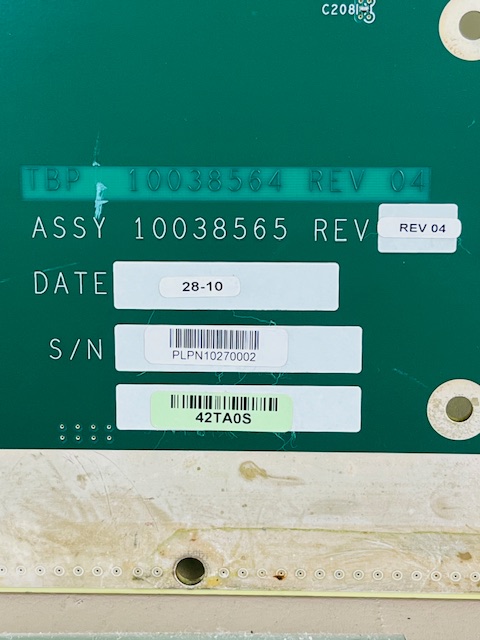 C208
TBP 10038564 REV 04
ASSY 10038565 REV REV 04
DATE 28-10
S/N PLPN10270002
42TA0S